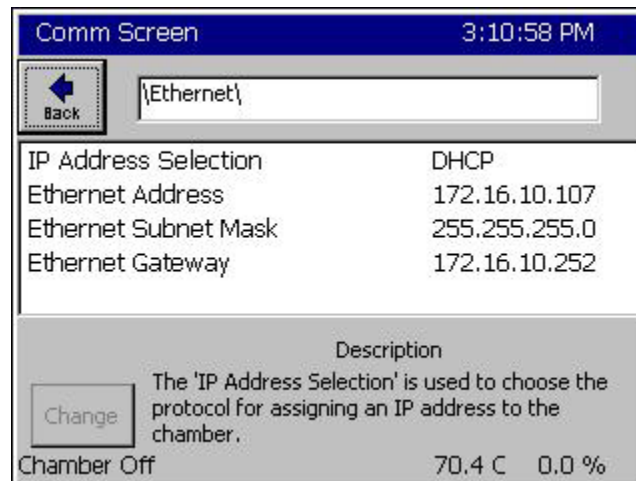 Comm Screen 3:10:58 PM
Back
\Ethernet\
IP Address Selection DHCP
Ethernet Address 172.16.10.107
Ethernet Subnet Mask 255.255.255.0
Ethernet Gateway 172.16.10.252
Description
The 'IP Address Selection' is used to choose the
protocol for assigning an IP address to the
chamber.
Change
Chamber Off 70.4 C 0.0 %